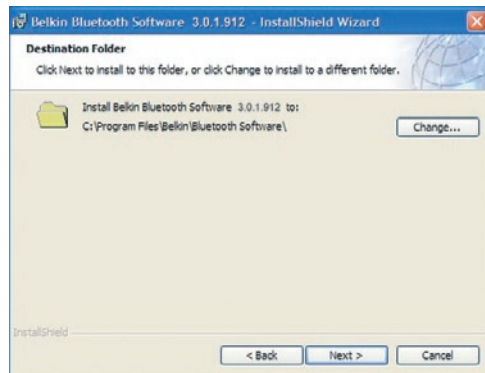 Belkin Bluetooth Software 3.0.1.912 - InstallShield Wizard
Destination Folder
Click Next to install to this folder, or click Change to install to a different folder.
Install Belkin Bluetooth Software 3.0.1.912 to:
C:\Program Files\Belkin\Bluetooth Software\
Change...
InstallShield
< Back
Next >
Cancel